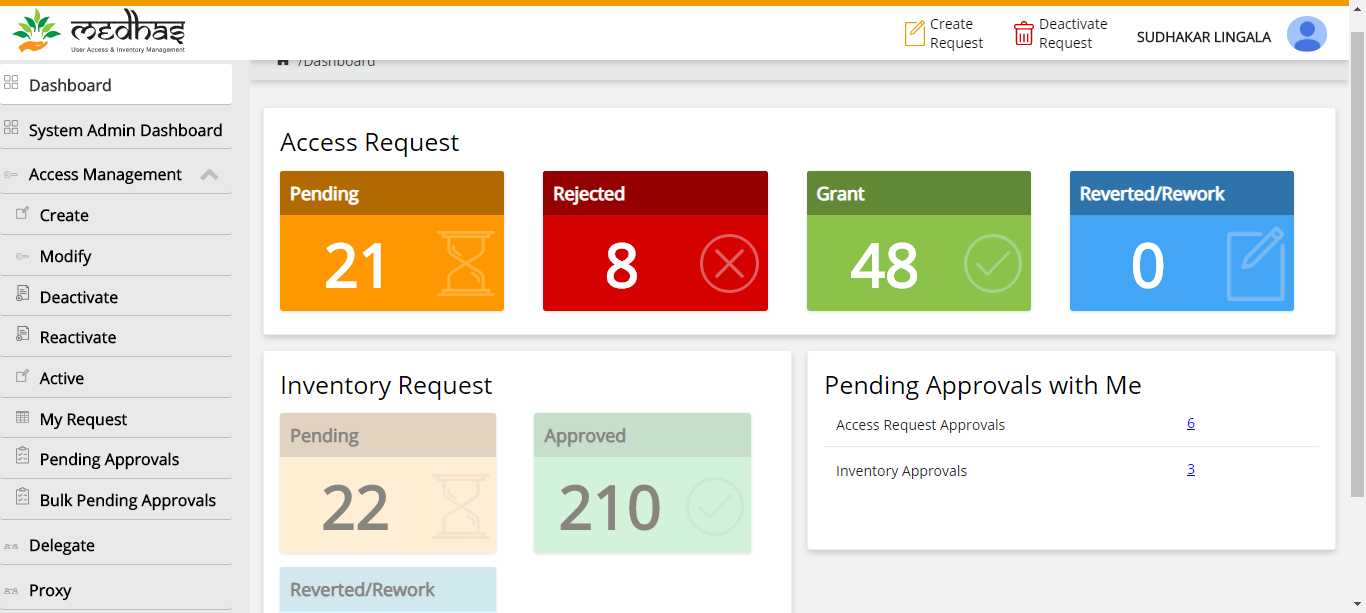 medhas
User Access & Inventory Management
Create
Request
Deactivate
Request
SUDHAKAR LINGALA
/Dashboard
Dashboard
System Admin Dashboard
Access Management
Create
Modify
Deactivate
Reactivate
Active
My Request
Pending Approvals
Bulk Pending Approvals
Delegate
Proxy
Access Request
Pending
21
Rejected
8
Grant
48
Reverted/Rework
0
Inventory Request
Pending
22
Approved
210
Reverted/Rework
Pending Approvals with Me
Access Request Approvals 6
Inventory Approvals 3